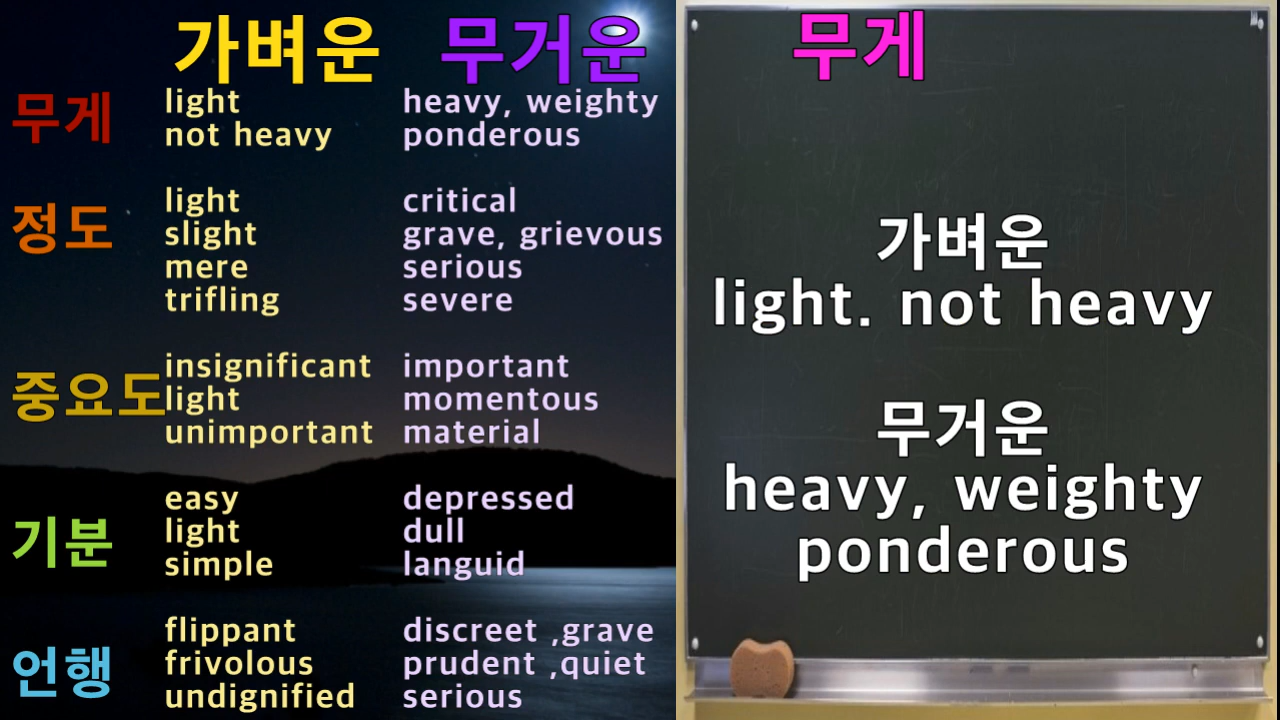 가벼운 무거운
무게
light heavy, weighty
not heavy ponderous
정도
light critical
slight grave, grievous
mere serious
trifling severe
중요도
insignificant important
light momentous
unimportant material
기분
easy depressed
light dull
simple languid
언행
flippant discreet ,grave
frivolous prudent ,quiet
undignified serious
무게
가벼운
light. not heavy
무거운
heavy, weighty
ponderous